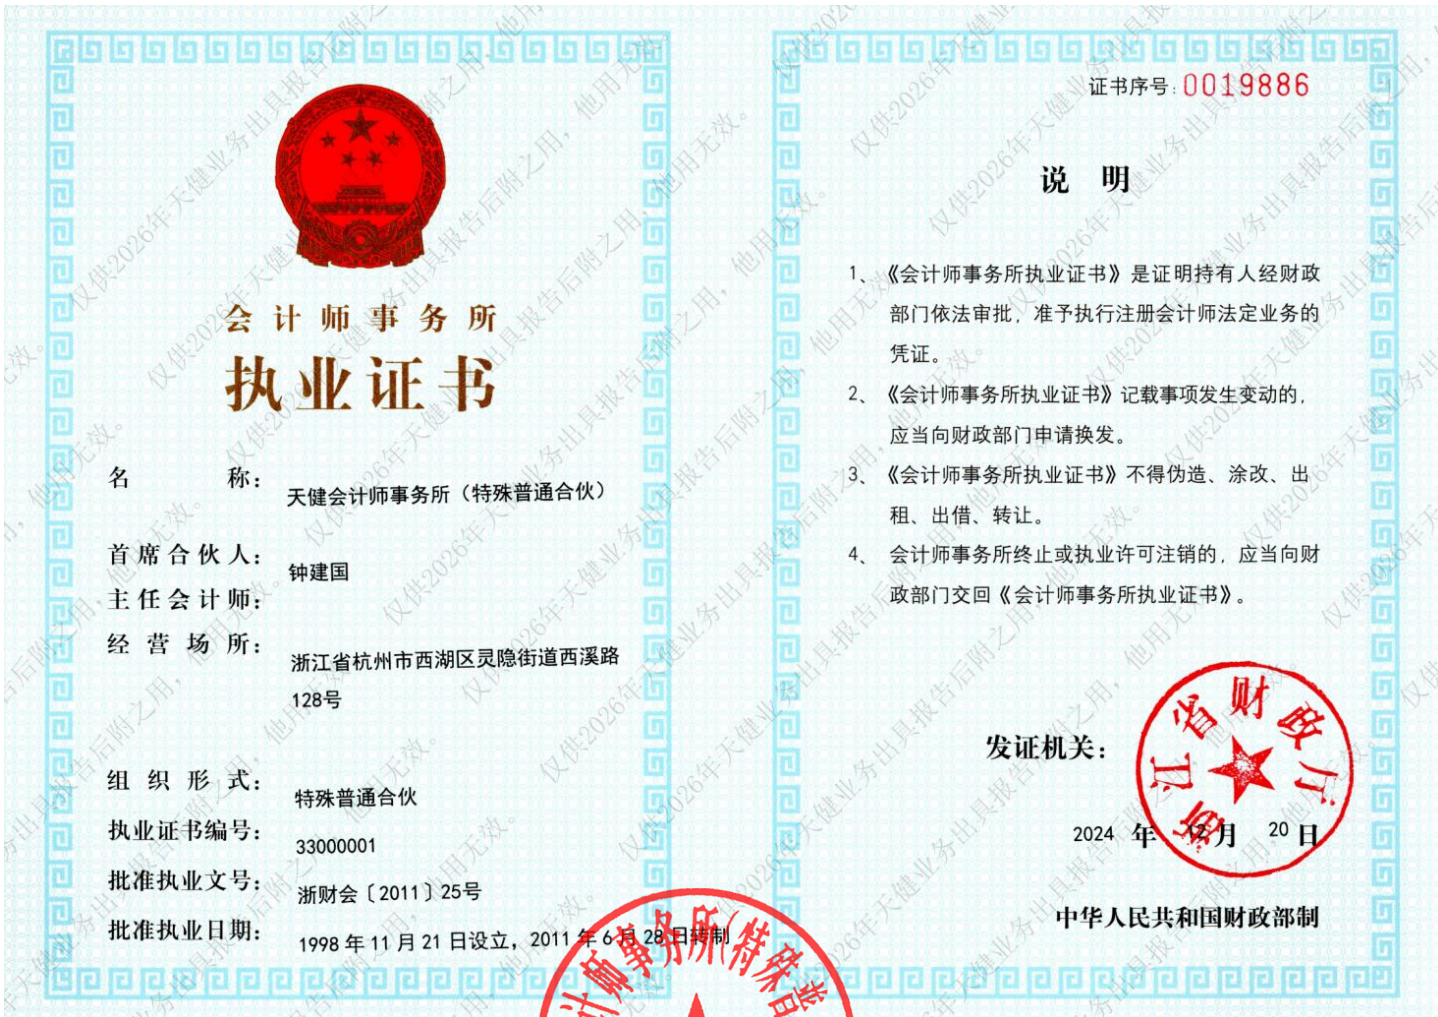 会计师事务所
执业证书
名称：
天健会计师事务所（特殊普通合伙）
首席合伙人：
钟建国
主任会计师：
经营场所：
浙江省杭州市西湖区灵隐街道西溪路
128号
组织形式：
特殊普通合伙
执业证书编号：
33000001
批准执业文号：
浙财会〔2011〕25号
批准执业日期：
1998年11月21日设立，2011年6月28日转制
计师事务所（特殊普
证书序号：0019886
说明
1、《会计师事务所执业证书》是证明持有人经财政
部门依法审批，准予执行注册会计师法定业务的
凭证。
2、《会计师事务所执业证书》记载事项发生变动的，
应当向财政部门申请换发。
3、《会计师事务所执业证书》不得伪造、涂改、出
租、出借、转让。
4、会计师事务所终止或执业许可注销的，应当向财
政部门交回《会计师事务所执业证书》。
发证机关：
浙江省财政厅
2024年12月20日
中华人民共和国财政部制
仅供2026年天健业务出具报告后附之用，他用无效。